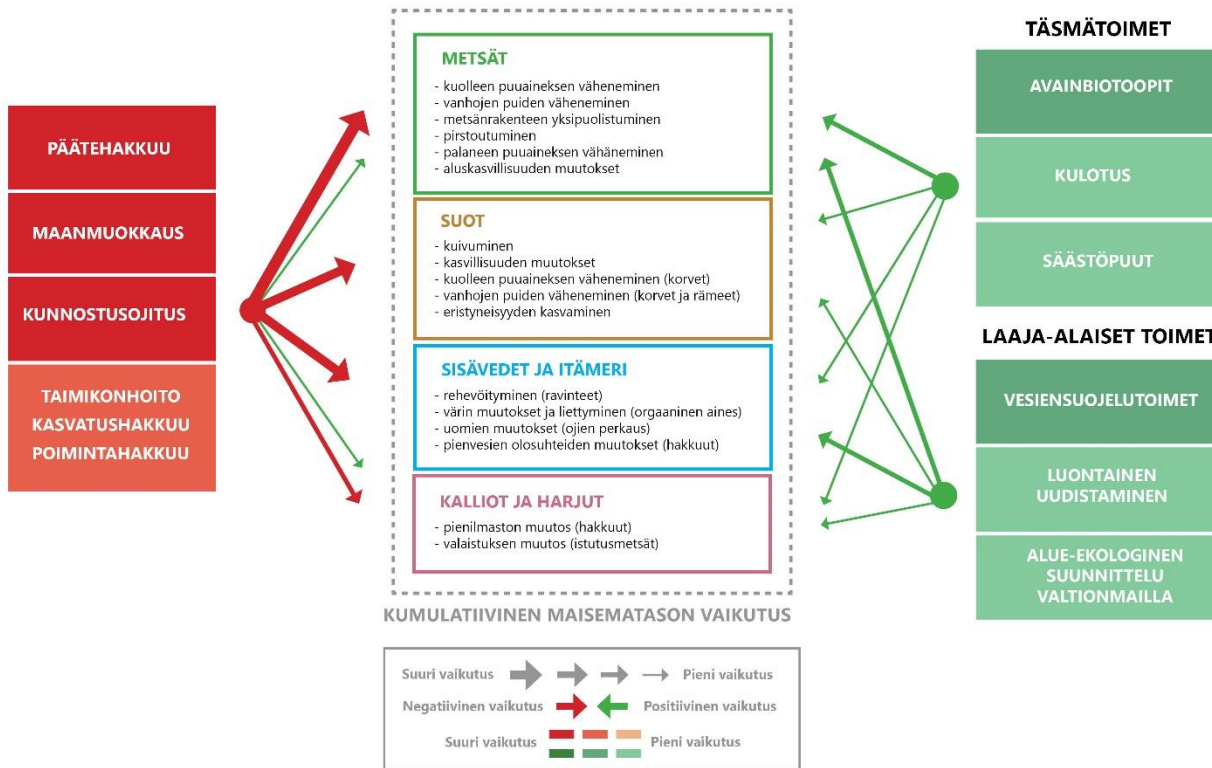 PÄÄTEHAKKUU
MAANMUOKKAUS
KUNNOSTUSOJITUS
TAIMIKONHOITO
KASVATUSHAKKUU
POIMINTAHAKKUU
METSÄT
- kuolleen puuaineksen väheneminen
- vanhojen puiden väheneminen
- metsänrakenteen yksipuolistuminen
- pirstoutuminen
- palaneen puuaineksen vähäneminen
- aluskasvillisuuden muutokset
SUOT
- kuivuminen
- kasvillisuuden muutokset
- kuolleen puuaineksen väheneminen (korvet)
- vanhojen puiden väheneminen (korvet ja rämeet)
- eristyneisyyden kasvaminen
SISÄVEDET JA ITÄMERI
- rehevöityminen (ravinteet)
- värin muutokset ja liettyminen (orgaaninen aines)
- uomien muutokset (ojien perkaus)
- pienvesien olosuhteiden muutokset (hakkuut)
KALLIOT JA HARJUT
- pienilmaston muutos (hakkuut)
- valaistuksen muutos (istutusmetsät)
KUMULATIIVINEN MAISEMATASON VAIKUTUS
TÄSMÄTOIMET
AVAINBIOTOOPIT
KULOTUS
SÄÄSTÖPUUT
LAAJA-ALAISET TOIMET
VESIENSUOJELUTOIMET
LUONTAINEN
UUDISTAMINEN
ALUE-EKOLOGINEN
SUUNNITTELU
VALTIONMAILLA
Suuri vaikutus Pieni vaikutus
Negatiivinen vaikutus Positiivinen vaikutus
Suuri vaikutus Pieni vaikutus